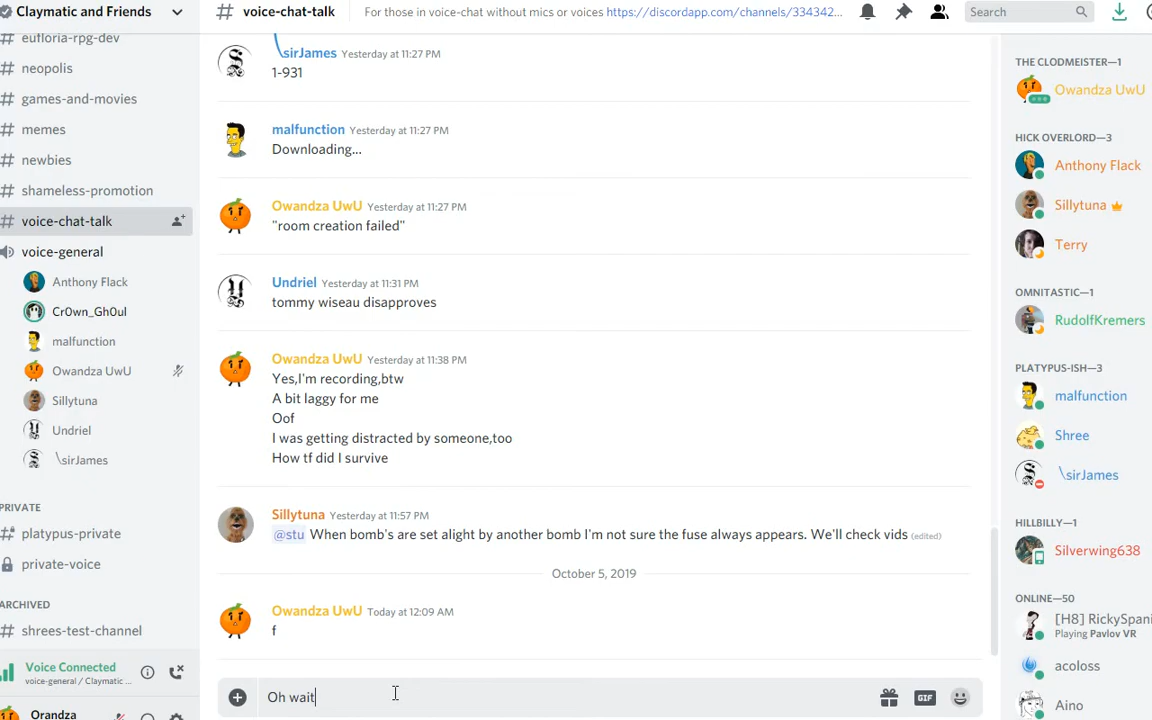 Claymatic and Friends
# voice-chat-talk
For those in voice-chat without mics or voices https://discordapp.com/channels/334342...
Search
# eufloria-rpg-dev
# neopolis
# games-and-movies
# memes
# newbies
# shameless-promotion
# voice-chat-talk
voice-general
Anthony Flack
Cr0wn_Gh0ul
malfunction
Owandza UwU
Sillytuna
Undriel
\sirJames
PRIVATE
# platypus-private
private-voice
ARCHIVED
# shrees-test-channel
Voice Connected
voice-general / Claymatic ...
Orandza
\sirJames Yesterday at 11:27 PM
1-931
malfunction Yesterday at 11:27 PM
Downloading...
Owandza UwU Yesterday at 11:27 PM
"room creation failed"
Undriel Yesterday at 11:31 PM
tommy wiseau disapproves
Owandza UwU Yesterday at 11:38 PM
Yes,I'm recording,btw
A bit laggy for me
Oof
I was getting distracted by someone,too
How tf did I survive
Sillytuna Yesterday at 11:57 PM
@stu When bomb's are set alight by another bomb I'm not sure the fuse always appears. We'll check vids (edited)
October 5, 2019
Owandza UwU Today at 12:09 AM
f
Oh wait
GIF
THE CLODMEISTER—1
Owandza UwU
HICK OVERLORD—3
Anthony Flack
Sillytuna
Terry
OMNITASTIC—1
RudolfKremers
PLATYPUS-ISH—3
malfunction
Shree
\sirJames
HILLBILLY—1
Silverwing638
ONLINE—50
[H8] RickySpani
Playing Pavlov VR
acoloss
Aino